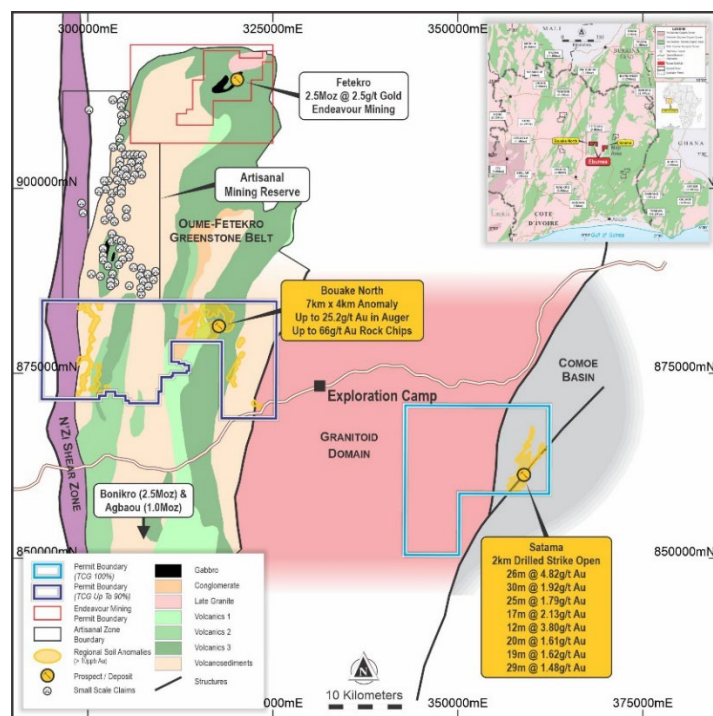 300000mE
325000mE
350000mE
Fetekro
2.5Moz @ 2.5g/t Gold
Endeavour Mining
Artisanal
Mining Reserve
900000mN
OUME-FETEKRO
GREENSTONE BELT
Bouake North
7km x 4km Anomaly
Up to 25.2g/t Au in Auger
Up to 66g/t Au Rock Chips
875000mN
875000mN
COMOE
BASIN
Exploration Camp
GRANITOID
DOMAIN
N'ZI SHEAR ZONE
Bonikro (2.5Moz) &
Agbaou (1.0Moz)
850000mN
850000mN
Satama
2km Drilled Strike Open
26m @ 4.82g/t Au
30m @ 1.92g/t Au
25m @ 1.79g/t Au
17m @ 2.13g/t Au
12m @ 3.80g/t Au
20m @ 1.61g/t Au
19m @ 1.62g/t Au
29m @ 1.48g/t Au
Permit Boundary
(TCG 100%)
Permit Boundary
(TCG Up To 90%)
Endeavour Mining
Permit Boundary
Artisanal Zone
Boundary
Regional Soil Anomalies
Prospect / Deposit
Small Scale Claims
Gabbro
Conglomerate
Late Granite
Volcanics 1
Volcanics 2
Volcanics 3
Volcanosediments
Structures
10 Kilometers
350000mE
375000mE
MALI
GHANA
COTE
D'IVOIRE
Gulf of Guinea